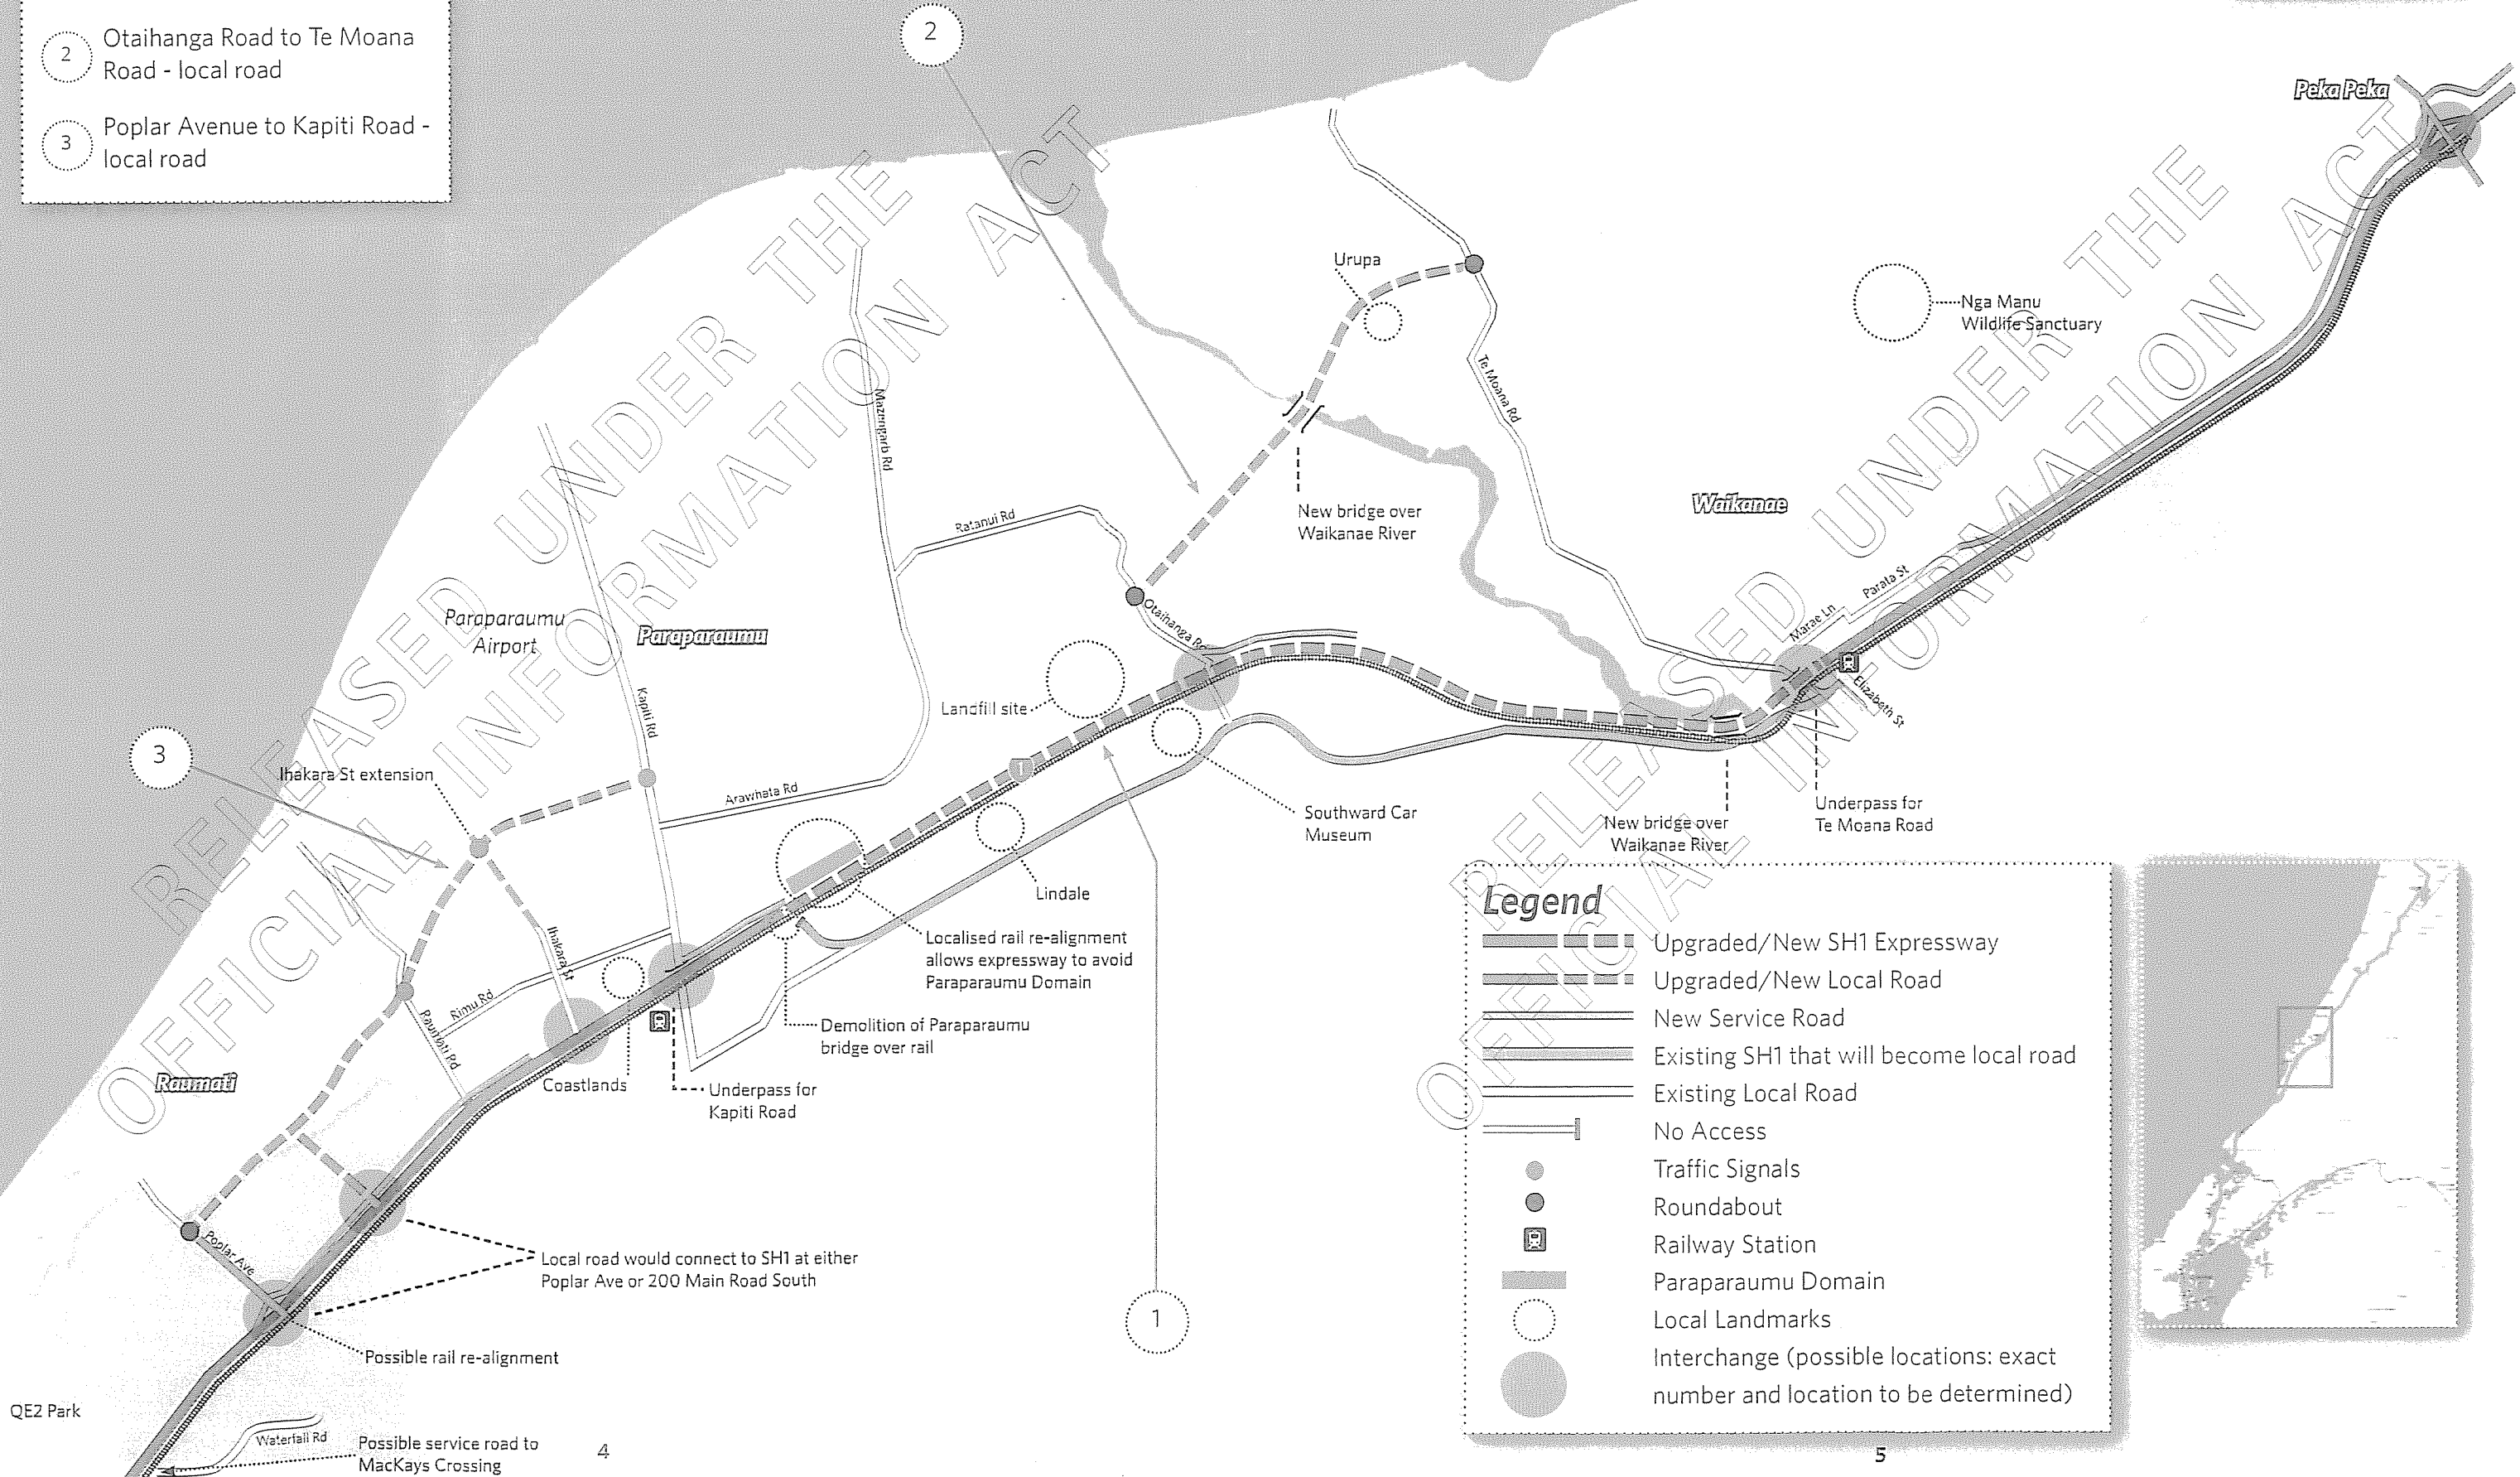 2
Otaihanga Road to Te Moana
Road - local road
3
Poplar Avenue to Kapiti Road -
local road
2
Peka Peka
Urupa
Nga Manu
Wildlife Sanctuary
Mazengarb Rd
Te Moana Rd
New bridge over
Waikanae River
Waikanae
Ratanui Rd
Parata St
Marae Ln
Otaihanga Rd
Elizabeth St
Paraparaumu
Airport
Paraparaumu
Kapiti Rd
Landfill site
3
Ihakara St extension
Arawhata Rd
1
Southward Car
Museum
New bridge over
Waikanae River
Underpass for
Te Moana Road
Lindale
Localised rail re-alignment
allows expressway to avoid
Paraparaumu Domain
Ihakara St
Rimu Rd
Raumati Rd
Demolition of Paraparaumu
bridge over rail
Coastlands
Underpass for
Kapiti Road
Raumati
Poplar Ave
Local road would connect to SH1 at either
Poplar Ave or 200 Main Road South
1
Possible rail re-alignment
QE2 Park
Waterfall Rd
Possible service road to
MacKays Crossing
4
Legend
Upgraded/New SH1 Expressway
Upgraded/New Local Road
New Service Road
Existing SH1 that will become local road
Existing Local Road
No Access
Traffic Signals
Roundabout
Railway Station
Paraparaumu Domain
Local Landmarks
Interchange (possible locations: exact
number and location to be determined)
5
RELEASED UNDER THE
OFFICIAL INFORMATION ACT
RELEASED UNDER THE
OFFICIAL INFORMATION ACT